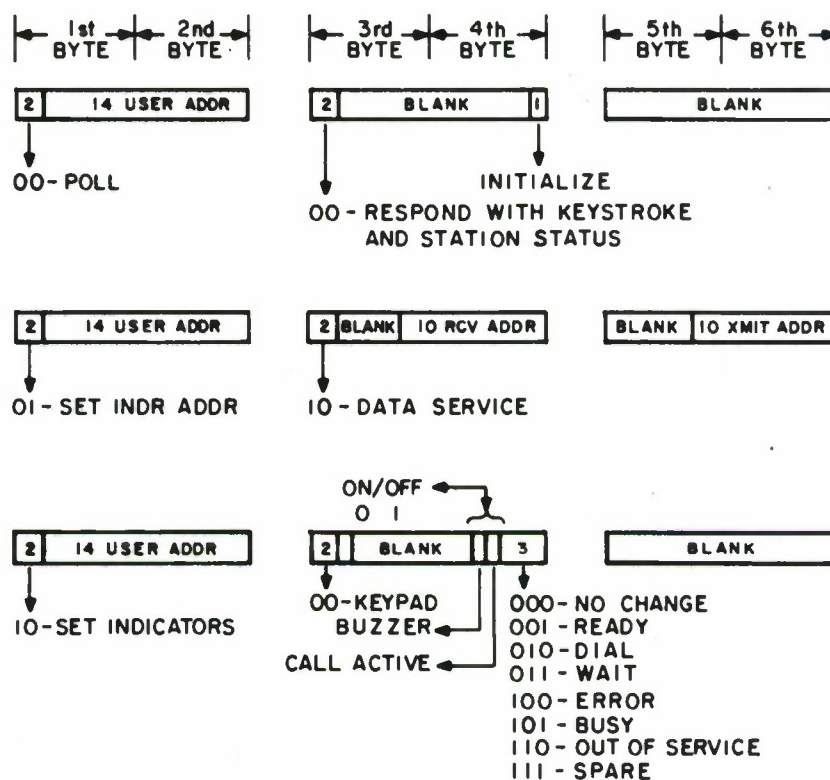 1st BYTE 2nd BYTE 3rd BYTE 4th BYTE 5th BYTE 6th BYTE
2 14 USER ADDR 2 BLANK 1 BLANK
00-POLL INITIALIZE
00-RESPOND WITH KEYSTROKE
AND STATION STATUS
2 14 USER ADDR 2 BLANK 10 RCV ADDR BLANK 10 XMIT ADDR
01-SET INDR ADDR 10-DATA SERVICE
ON/OFF
0 1
2 14 USER ADDR 2 BLANK 3 BLANK
10-SET INDICATORS 00-KEYPAD 000-NO CHANGE
BUZZER 001-READY
010-DIAL
CALL ACTIVE 011-WAIT
100-ERROR
101-BUSY
110-OUT OF SERVICE
111-SPARE